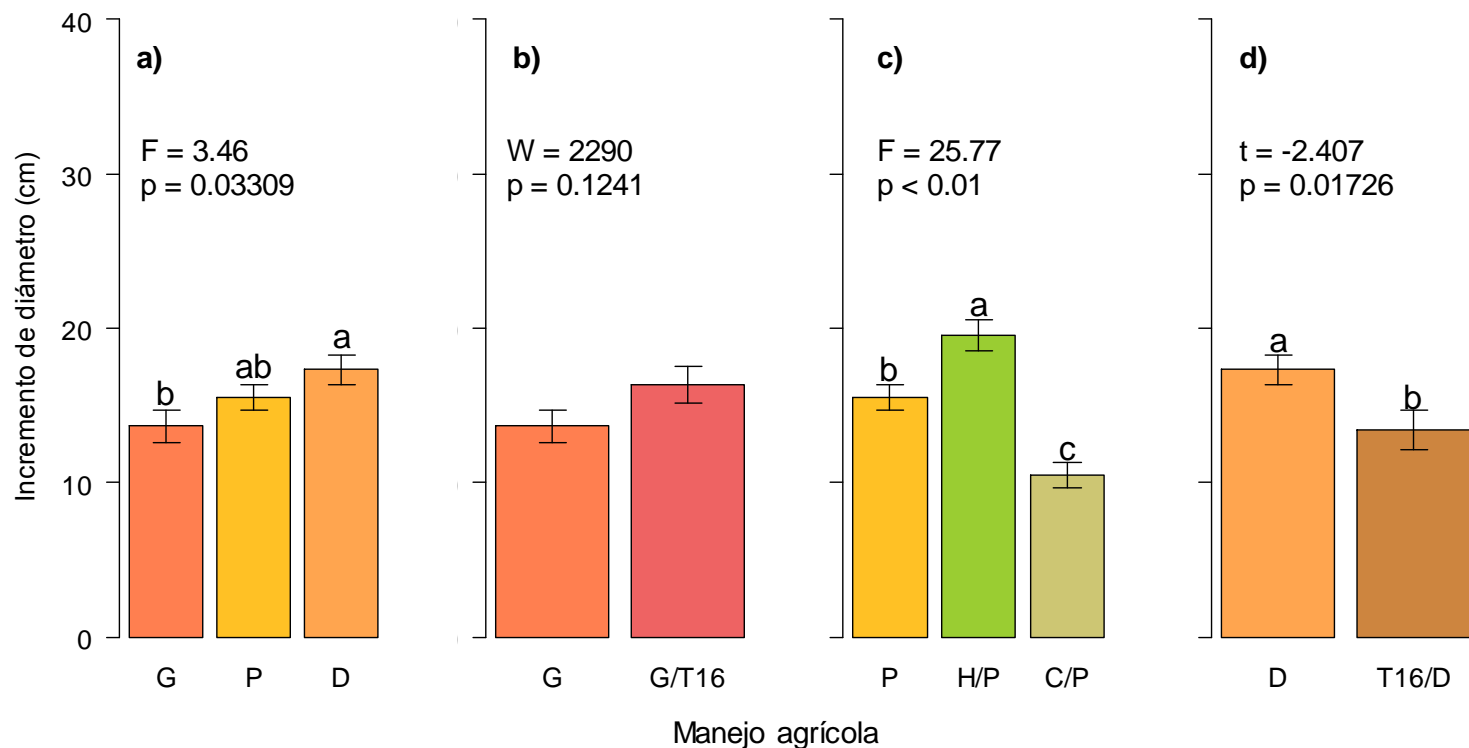 Incremento de diámetro (cm)
40
30
20
10
0
a)
F = 3.46
p = 0.03309
b
ab
a
G P D
b)
W = 2290
p = 0.1241
G G/T16
c)
F = 25.77
p < 0.01
b
a
c
P H/P C/P
d)
t = -2.407
p = 0.01726
a
b
D T16/D
Manejo agrícola